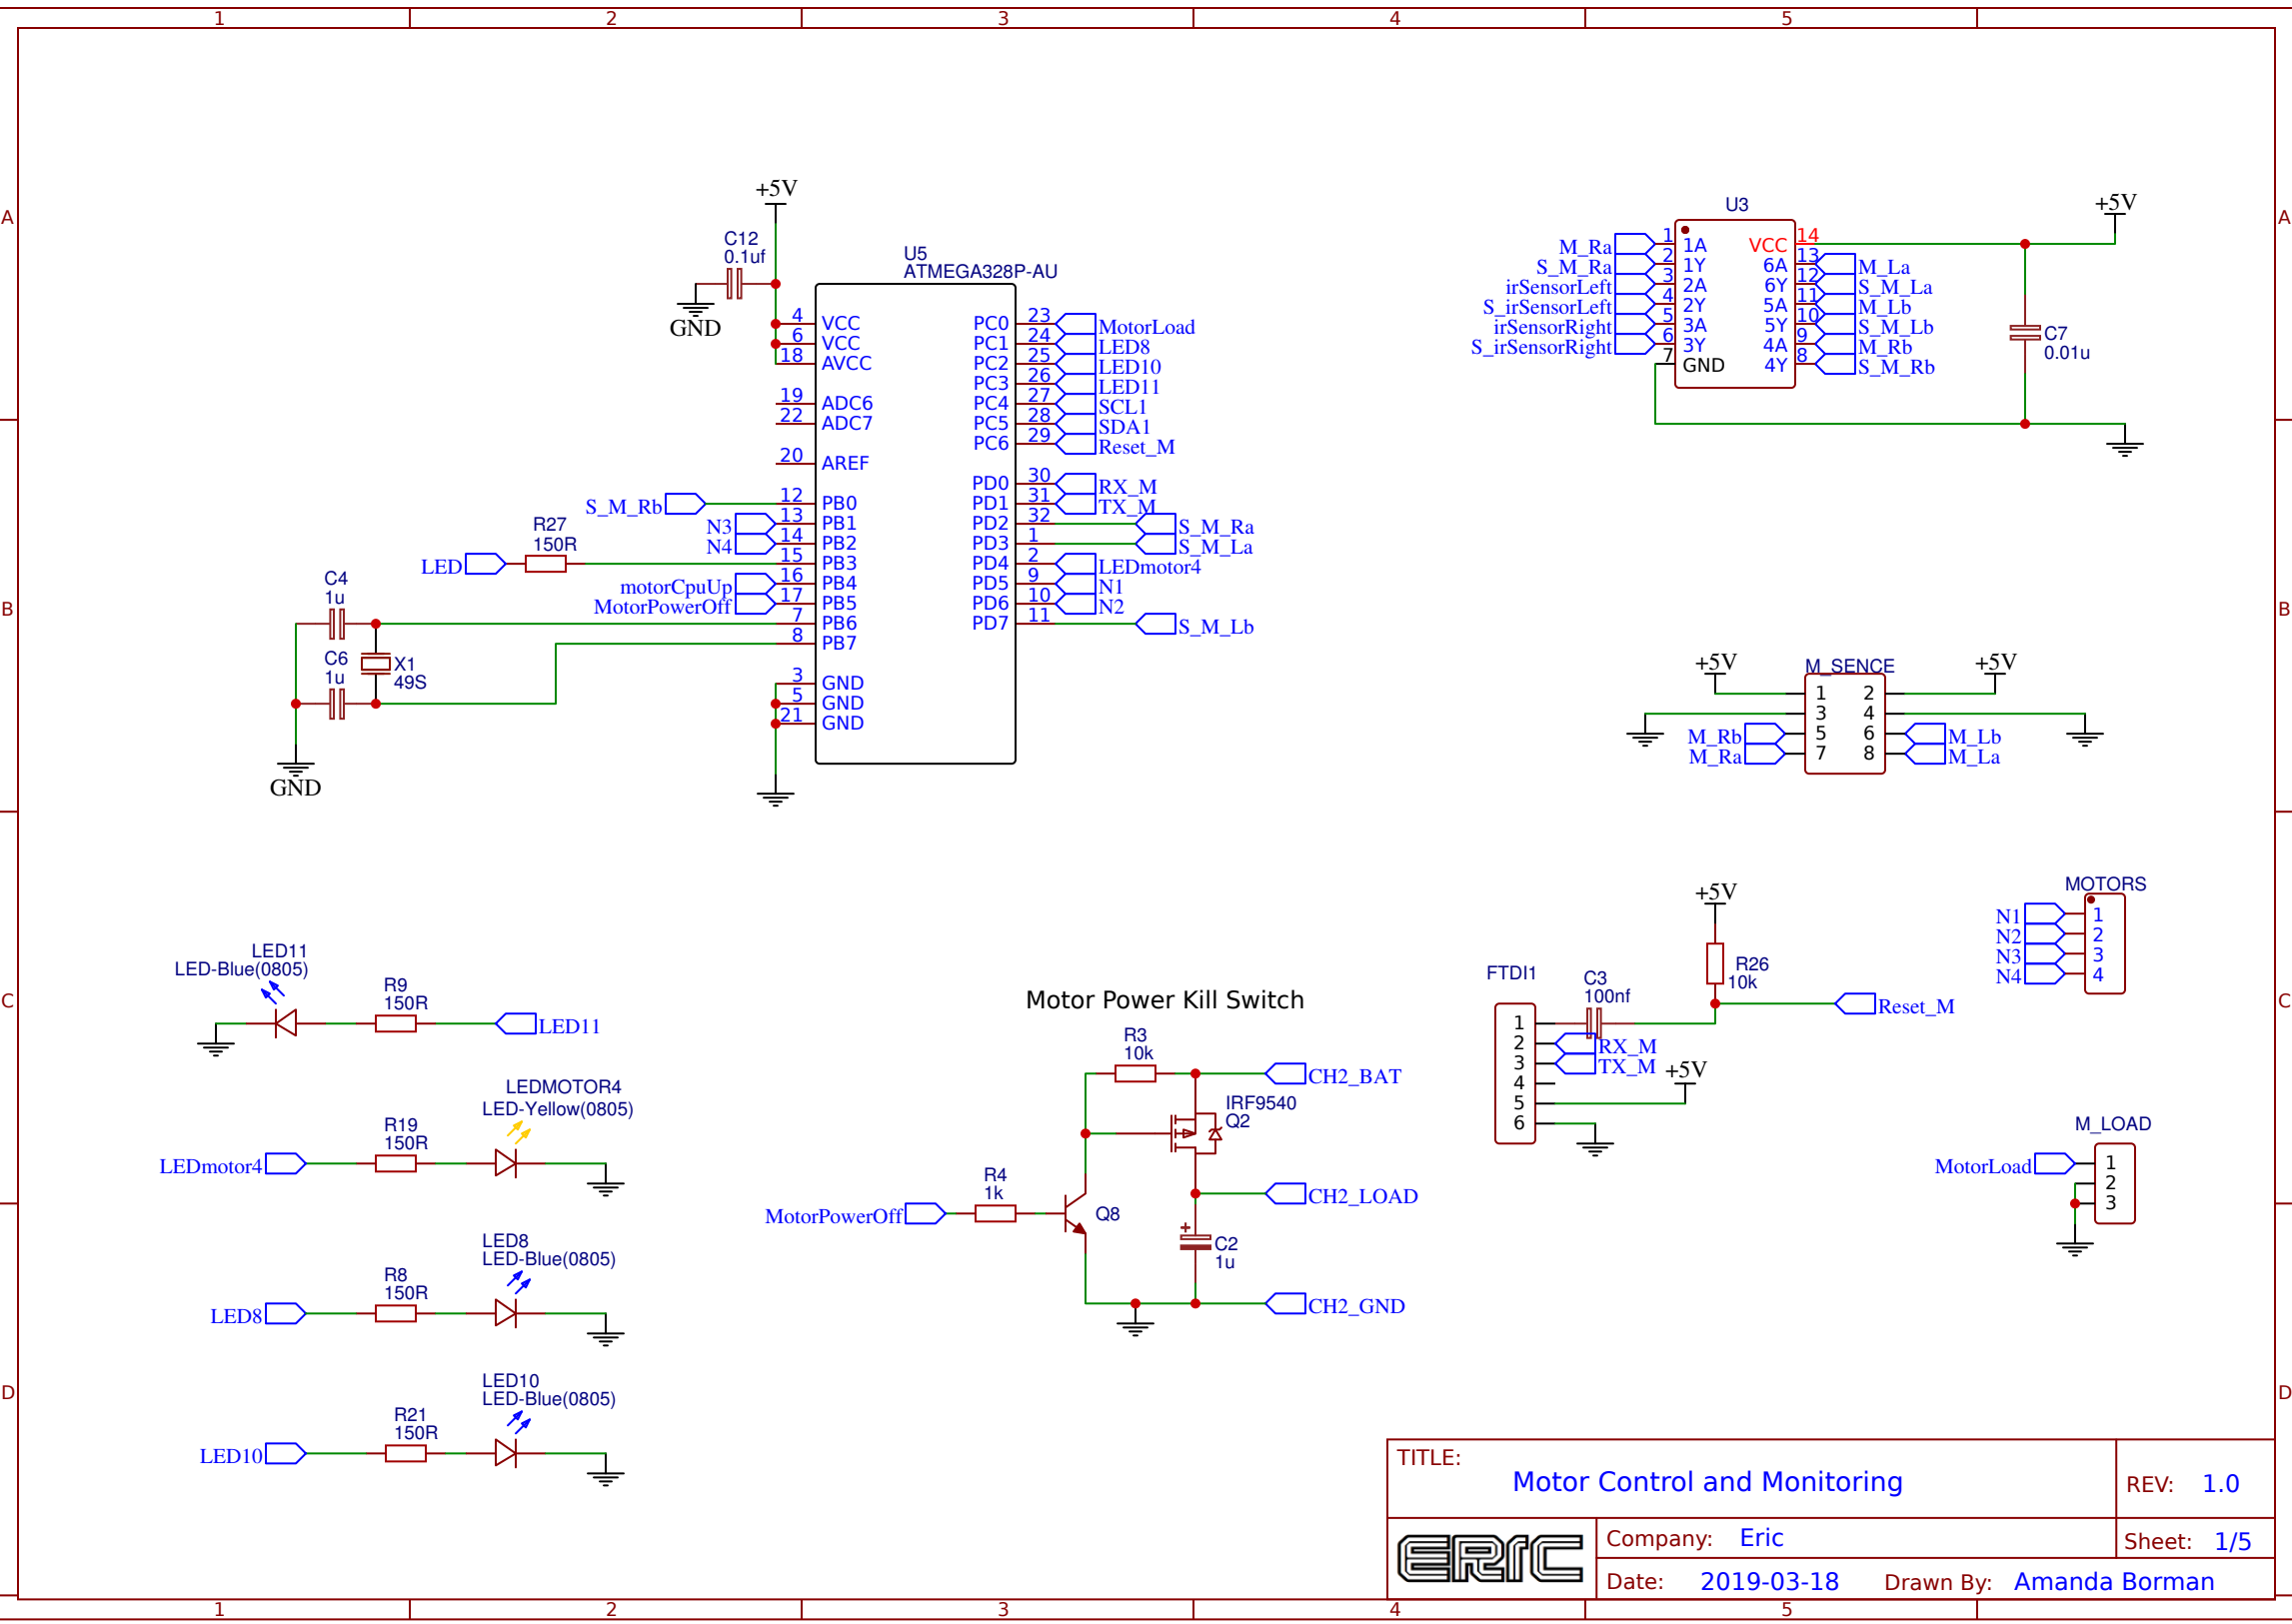 1 2 3 4 5
A A
B B
C C
D D
+5V
C12
0.1uf
GND
U5
ATMEGA328P-AU
4 VCC
6 VCC
18 AVCC
19 ADC6
22 ADC7
20 AREF
S_M_Rb 12 PB0
N3 13 PB1
N4 14 PB2
LED R27 150R 15 PB3
motorCpuUp 16 PB4
MotorPowerOff 17 PB5
7 PB6
8 PB7
3 GND
5 GND
21 GND
PC0 23 MotorLoad
PC1 24 LED8
PC2 25 LED10
PC3 26 LED11
PC4 27 SCL1
PC5 28 SDA1
PC6 29 Reset_M
PD0 30 RX_M
PD1 31 TX_M
PD2 32 S_M_Ra
PD3 1 S_M_La
PD4 2 LEDmotor4
PD5 9 N1
PD6 10 N2
PD7 11 S_M_Lb
C4
1u
C6
1u
X1
49S
GND
U3
+5V
M_Ra 1 1A VCC 14
S_M_Ra 2 1Y 6A 13 M_La
irSensorLeft 3 2A 6Y 12 S_M_La
S_irSensorLeft 4 2Y 5A 11 M_Lb
irSensorRight 5 3A 5Y 10 S_M_Lb
S_irSensorRight 6 3Y 4A 9 M_Rb
7 GND 4Y 8 S_M_Rb
C7
0.01u
+5V M_SENCE +5V
1 2
3 4
M_Rb 5 6 M_Lb
M_Ra 7 8 M_La
LED11
LED-Blue(0805)
R9
150R
LED11
LEDMOTOR4
LED-Yellow(0805)
R19
150R
LEDmotor4
LED8
LED-Blue(0805)
R8
150R
LED8
LED10
LED-Blue(0805)
R21
150R
LED10
Motor Power Kill Switch
R3
10k
CH2_BAT
IRF9540
Q2
R4
1k
MotorPowerOff
Q8
CH2_LOAD
+
C2
1u
CH2_GND
+5V
R26
10k
FTDI1
C3
100nf
Reset_M
1
2 RX_M
3 TX_M
+5V
4
5
6
MOTORS
N1 1
N2 2
N3 3
N4 4
M_LOAD
MotorLoad 1
2
3
TITLE:
Motor Control and Monitoring
REV: 1.0
ERIC
Company: Eric
Sheet: 1/5
Date: 2019-03-18
Drawn By: Amanda Borman
1 2 3 4 5